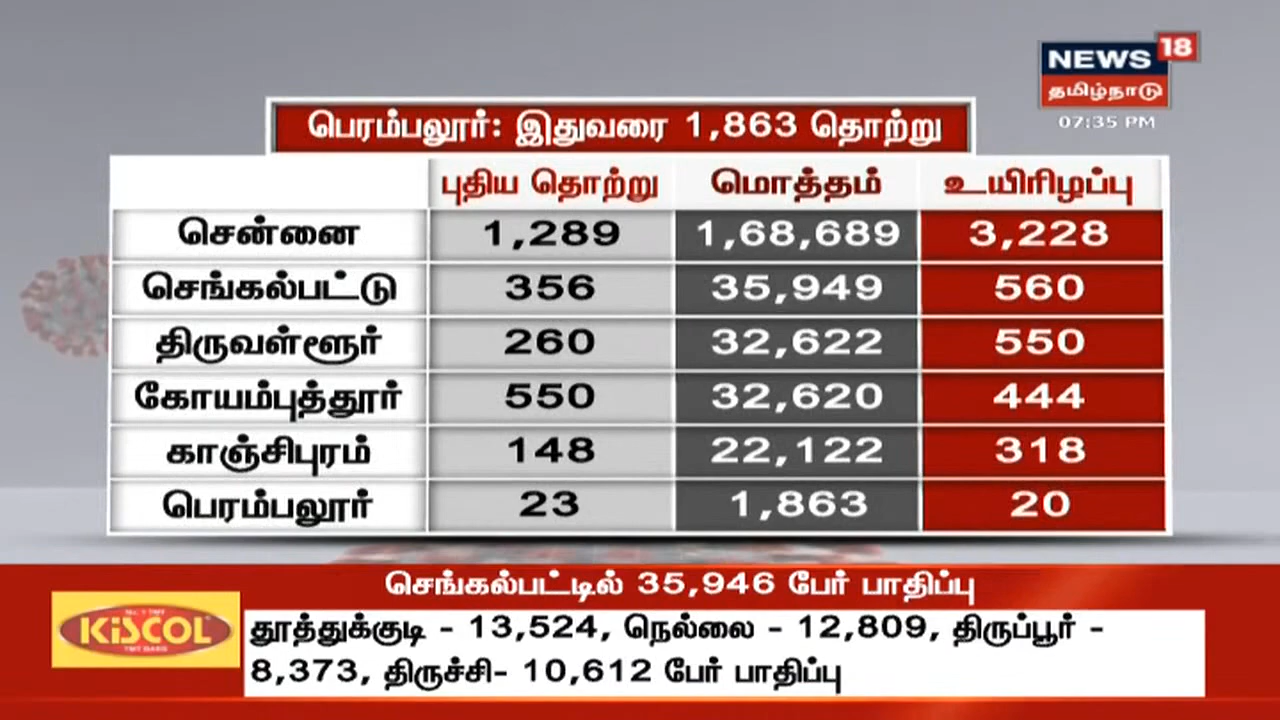 NEWS 18
தமிழ்நாடு
07:35 PM
பெரம்பலூர்: இதுவரை 1,863 தொற்று
புதிய தொற்று மொத்தம் உயிரிழப்பு
சென்னை 1,289 1,68,689 3,228
செங்கல்பட்டு 356 35,949 560
திருவள்ளூர் 260 32,622 550
கோயம்புத்தூர் 550 32,620 444
காஞ்சிபுரம் 148 22,122 318
பெரம்பலூர் 23 1,863 20
செங்கல்பட்டில் 35,946 பேர் பாதிப்பு
KiSCOL
தூத்துக்குடி - 13,524, நெல்லை - 12,809, திருப்பூர் -
8,373, திருச்சி- 10,612 பேர் பாதிப்பு